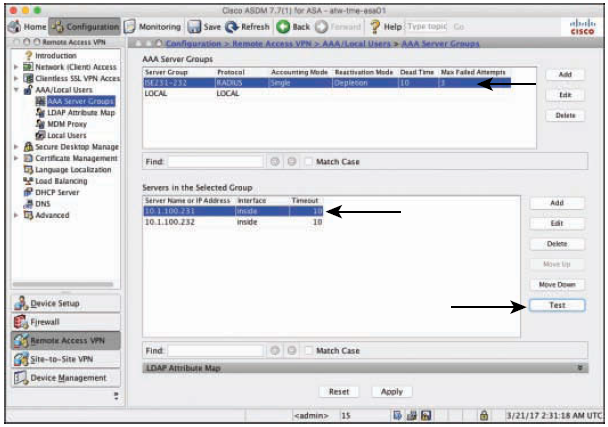 Cisco ASDM 7.7(1) for ASA - atw-tme-asa01
Home Configuration Monitoring Save Refresh Back Forward Help Type topic Go
CISCO
Remote Access VPN
Configuration > Remote Access VPN > AAA/Local Users > AAA Server Groups
Introduction
Network (Client) Access
Clientless SSL VPN Acces
AAA/Local Users
AAA Server Groups
LDAP Attribute Map
MDM Proxy
Local Users
Secure Desktop Manage
Certificate Management
Language Localization
Load Balancing
DHCP Server
DNS
Advanced
Device Setup
Firewall
Remote Access VPN
Site-to-Site VPN
Device Management
AAA Server Groups
Server Group Protocol Accounting Mode Reactivation Mode Dead Time Max Failed Attempts
ISE231-232 RADIUS Single Depletion 10 3
LOCAL LOCAL
Add
Edit
Delete
Find: Match Case
Servers in the Selected Group
Server Name or IP Address Interface Timeout
10.1.100.231 inside 10
10.1.100.232 inside 10
Add
Edit
Delete
Move Up
Move Down
Test
Find: Match Case
LDAP Attribute Map
Reset Apply
<admin> 15 3/21/17 2:31:18 AM UTC